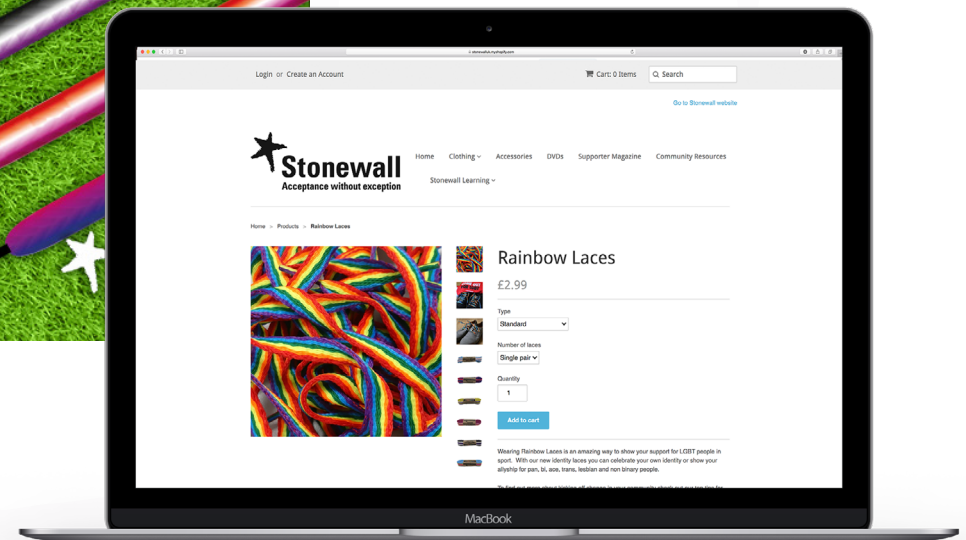 stonewalluk.myshopify.com
Login or Create an Account
Cart: 0 Items
Search
Go to Stonewall website
Stonewall
Acceptance without exception
Home Clothing Accessories DVDs Supporter Magazine Community Resources
Stonewall Learning
Home > Products > Rainbow Laces
Rainbow Laces
£2.99
Type
Standard
Number of laces
Single pair
Quantity
1
Add to cart
Wearing Rainbow Laces is an amazing way to show your support for LGBT people in
sport. With our new identity laces you can celebrate your own identity or show your
allyship for pan, bi, ace, trans, lesbian and non binary people.
MacBook